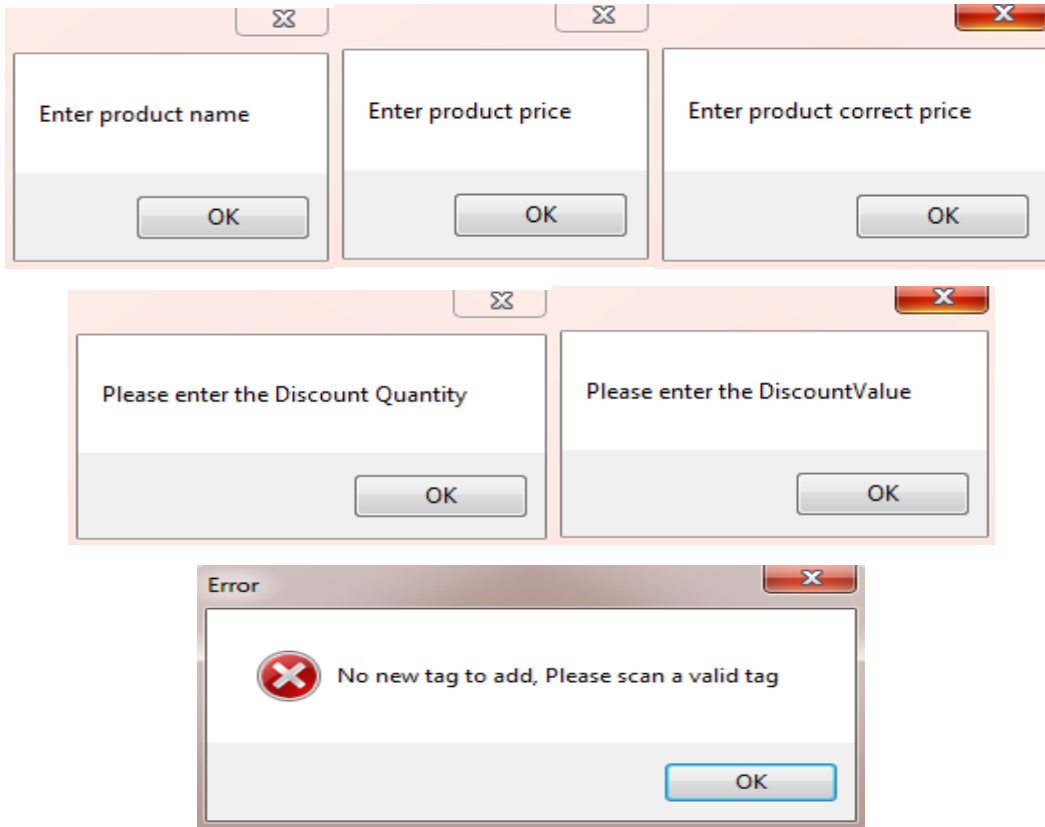 Enter product name
Enter product price
Enter product correct price
OK
OK
OK
Please enter the Discount Quantity
Please enter the DiscountValue
OK
OK
Error
No new tag to add, Please scan a valid tag
OK